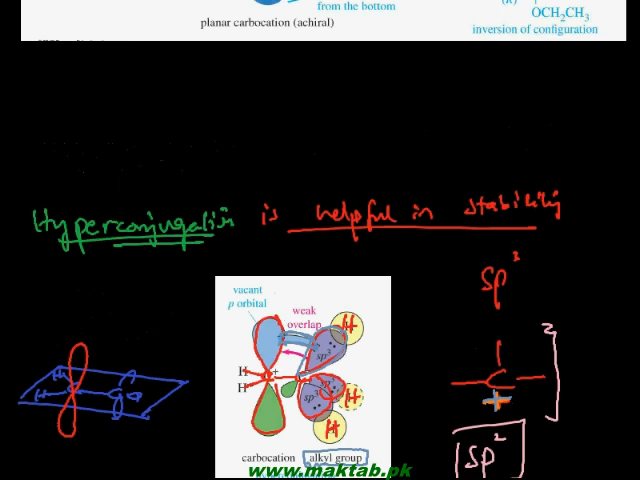 from the bottom
(R)
OCH2CH3
planar carbocation (achiral)
inversion of configuration
Hyperconjugation is helpful in stability
vacant
p orbital
weak
overlap
sp3
H
H
H
+
sp3
H
sp3
H
sp3
sp2
carbocation alkyl group
www.maktab.pk